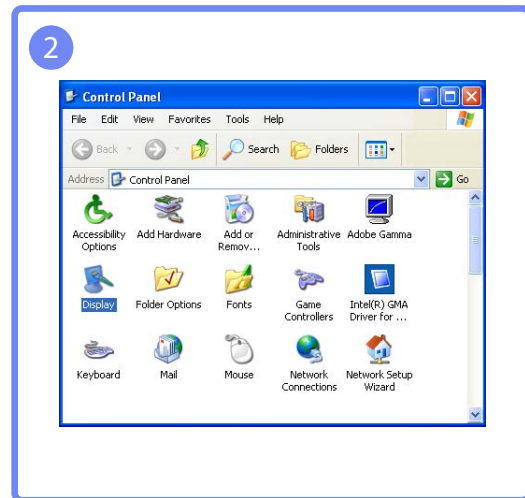 2
Control Panel
File Edit View Favorites Tools Help
Back Search Folders
Address Control Panel Go
Accessibility Options
Add Hardware
Add or Remov...
Administrative Tools
Adobe Gamma
Display
Folder Options
Fonts
Game Controllers
Intel(R) GMA Driver for ...
Keyboard
Mail
Mouse
Network Connections
Network Setup Wizard